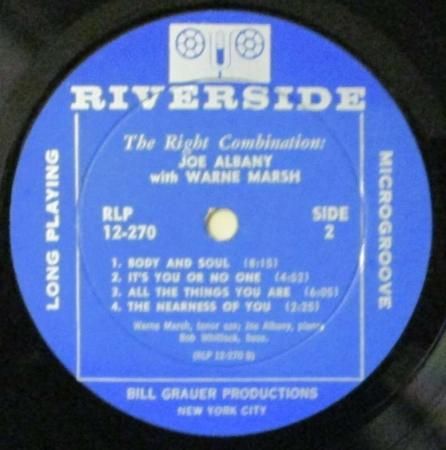 RIVERSIDE
The Right Combination:
JOE ALBANY
with WARNE MARSH
LONG PLAYING
MICROGROOVE
RLP
12-270
SIDE
2
1. BODY AND SOUL (8:15)
2. IT'S YOU OR NO ONE (4:52)
3. ALL THE THINGS YOU ARE (6:05)
4. THE NEARNESS OF YOU (2:25)
Warne Marsh, tenor sax; Joe Albany, piano;
Bob Whitlock, bass.
(RLP 12-270 B)
BILL GRAUER PRODUCTIONS
NEW YORK CITY